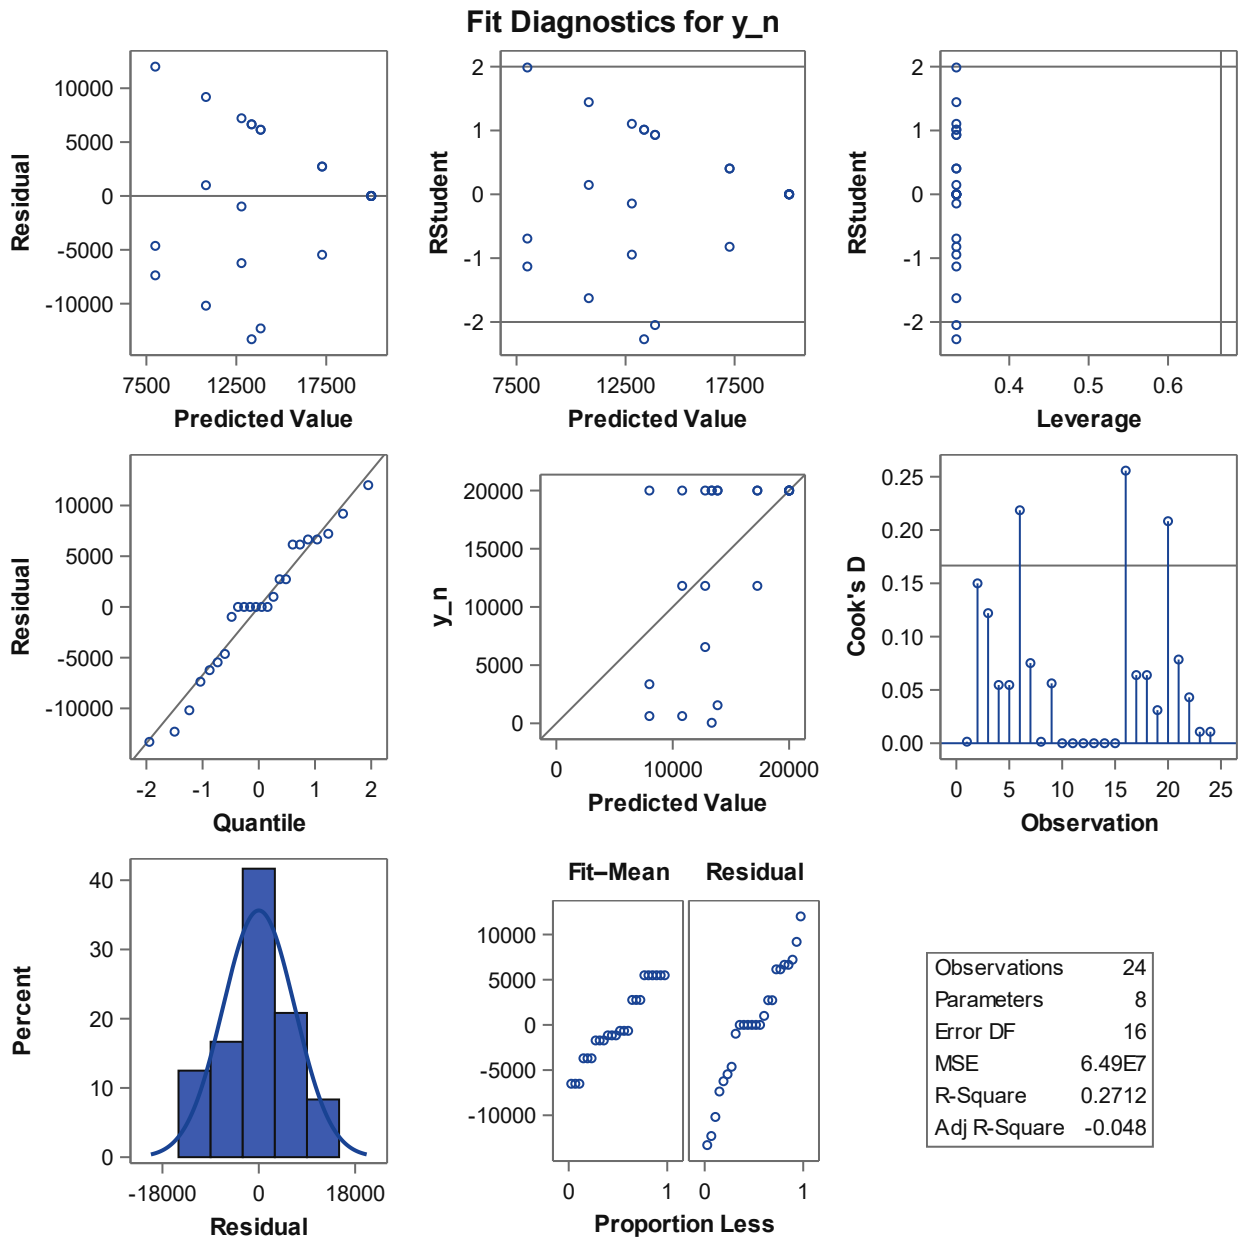 Fit Diagnostics for y_n
10000
5000
0
-5000
-10000
Residual
7500 12500 17500
Predicted Value
2
1
0
-1
-2
RStudent
7500 12500 17500
Predicted Value
2
1
0
-1
-2
RStudent
0.4 0.5 0.6
Leverage
10000
5000
0
-5000
-10000
Residual
-2 -1 0 1 2
Quantile
20000
15000
10000
5000
0
y_n
0 10000 20000
Predicted Value
0.25
0.20
0.15
0.10
0.05
0.00
Cook's D
0 5 10 15 20 25
Observation
40
30
20
10
0
Percent
-18000 0 18000
Residual
Fit–Mean Residual
10000
5000
0
-5000
-10000
0 1 0 1
Proportion Less
Observations 24
Parameters 8
Error DF 16
MSE 6.49E7
R-Square 0.2712
Adj R-Square -0.048